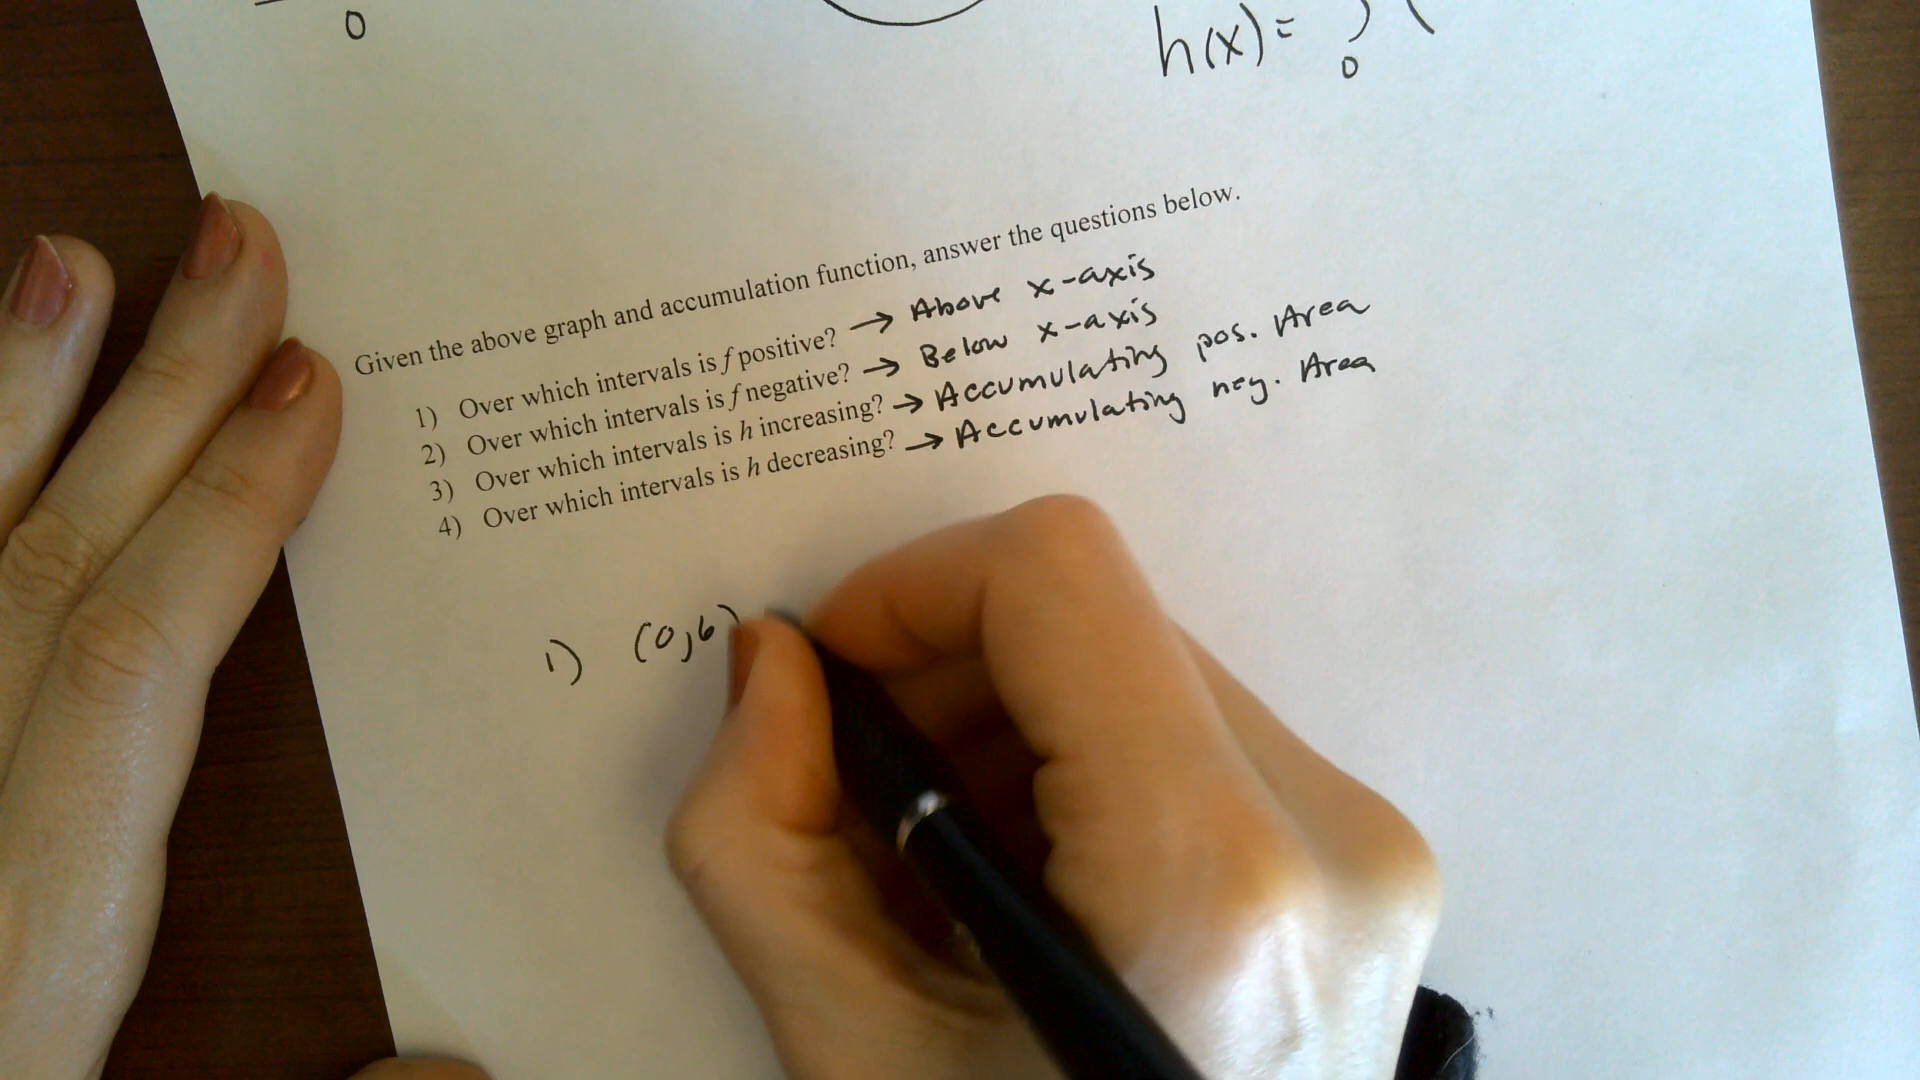 0
h(x)= ∫ (
0
Given the above graph and accumulation function, answer the questions below.
1) Over which intervals is f positive? → Above x-axis
2) Over which intervals is f negative? → Below x-axis
3) Over which intervals is h increasing? → Accumulating pos. Area
4) Over which intervals is h decreasing? → Accumulating neg. Area
1) (0,6)